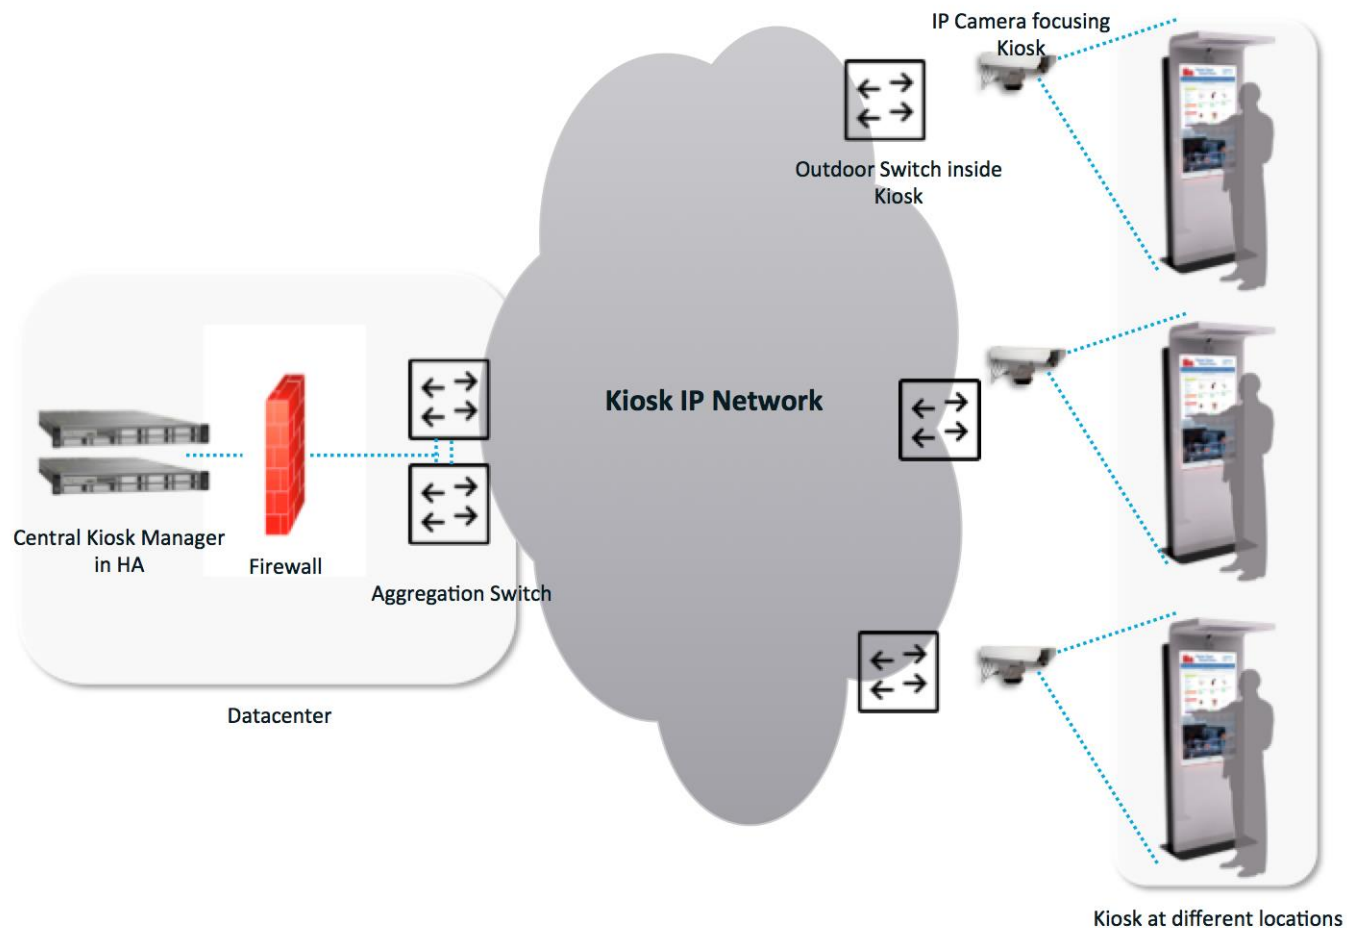 IP Camera focusing
Kiosk
Outdoor Switch inside
Kiosk
Kiosk IP Network
Central Kiosk Manager
in HA
Firewall
Aggregation Switch
Datacenter
Kiosk at different locations